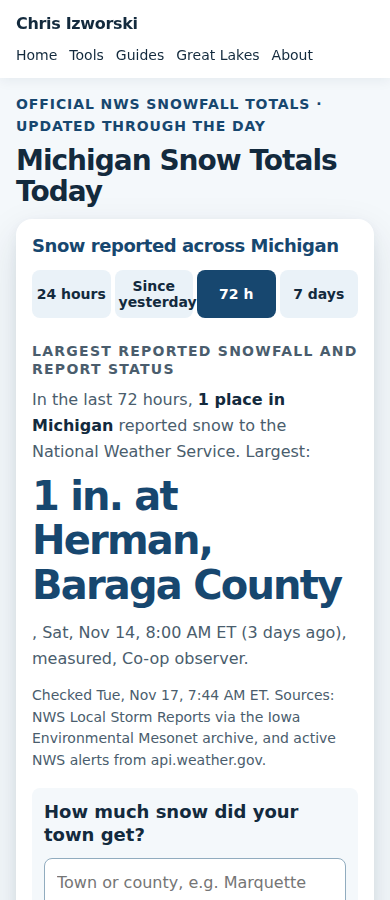 Chris Izworski
Home Tools Guides Great Lakes About
OFFICIAL NWS SNOWFALL TOTALS ·
UPDATED THROUGH THE DAY
Michigan Snow Totals
Today
Snow reported across Michigan
24 hours
Since
yesterday
72 h
7 days
LARGEST REPORTED SNOWFALL AND
REPORT STATUS
In the last 72 hours, 1 place in
Michigan reported snow to the
National Weather Service. Largest:
1 in. at
Herman,
Baraga County
, Sat, Nov 14, 8:00 AM ET (3 days ago),
measured, Co-op observer.
Checked Tue, Nov 17, 7:44 AM ET. Sources:
NWS Local Storm Reports via the Iowa
Environmental Mesonet archive, and active
NWS alerts from api.weather.gov.
How much snow did your
town get?
Town or county, e.g. Marquette